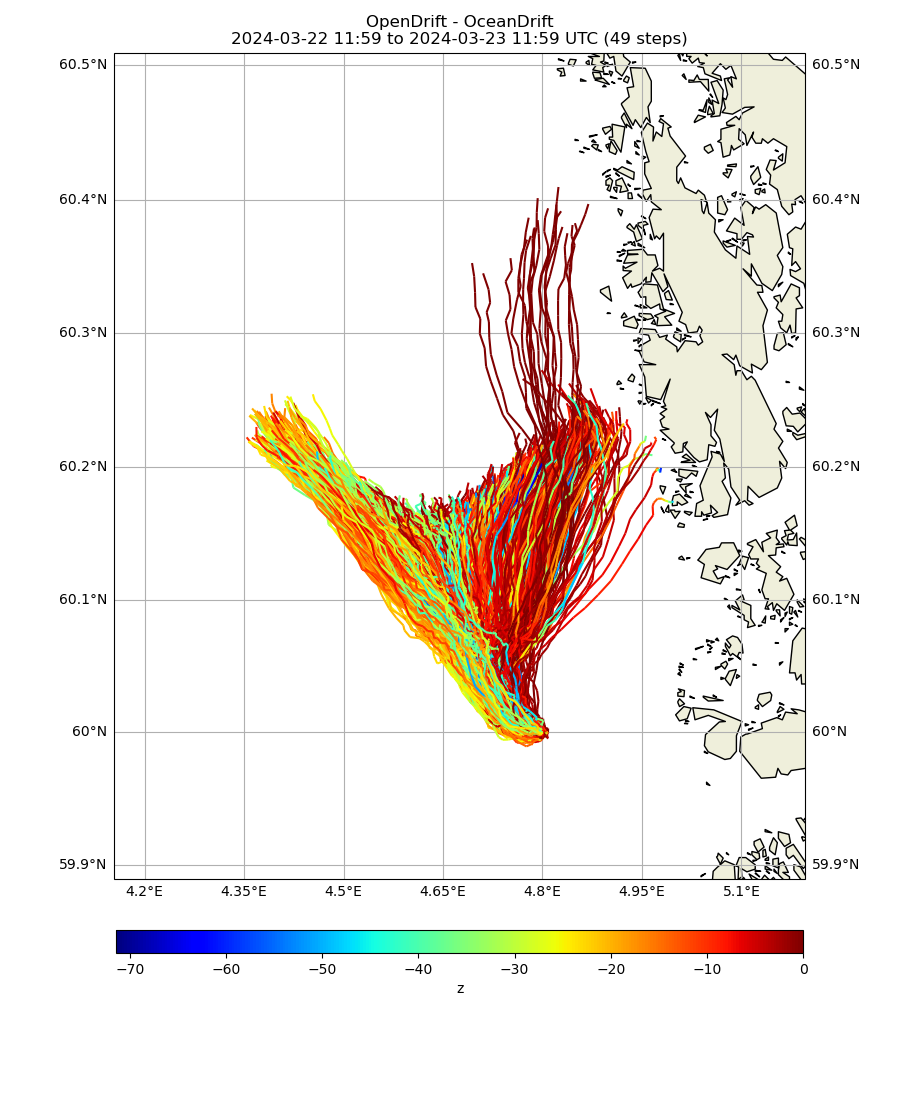 OpenDrift - OceanDrift
2024-03-22 11:59 to 2024-03-23 11:59 UTC (49 steps)
60.5°N 60.5°N
60.4°N 60.4°N
60.3°N 60.3°N
60.2°N 60.2°N
60.1°N 60.1°N
60°N 60°N
59.9°N 59.9°N
4.2°E 4.35°E 4.5°E 4.65°E 4.8°E 4.95°E 5.1°E
−70 −60 −50 −40 −30 −20 −10 0
z